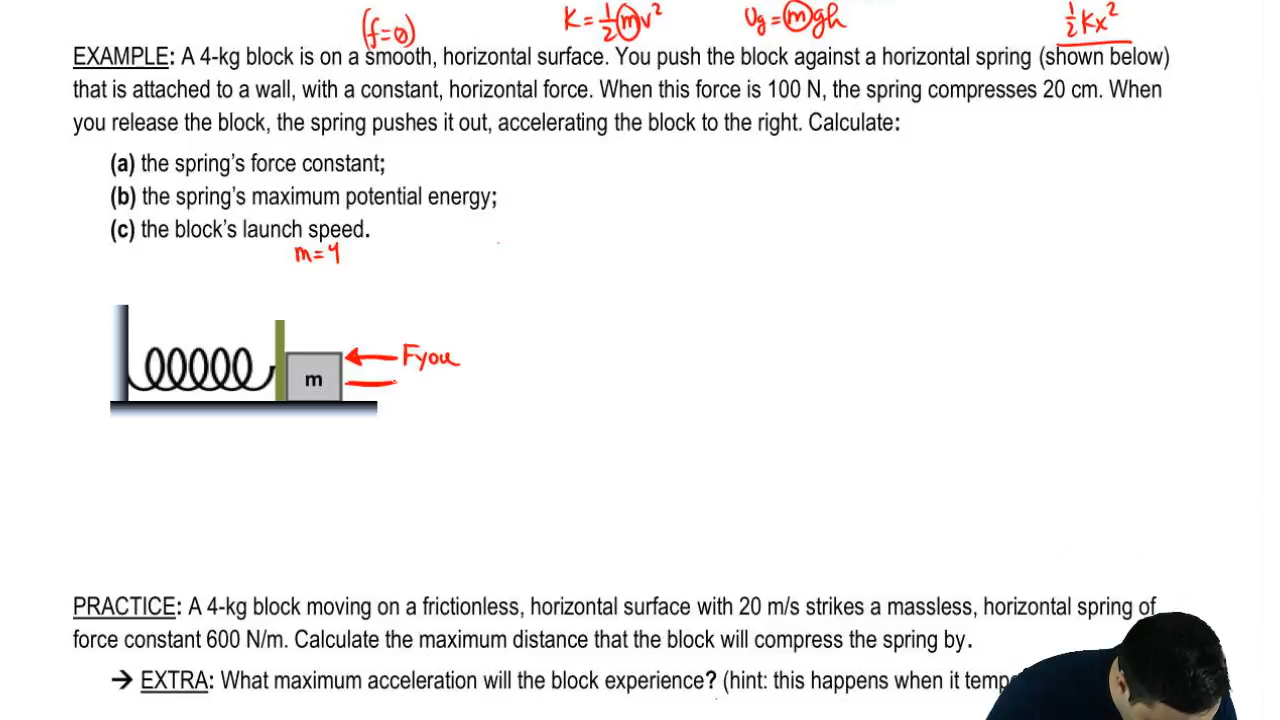 (f=0) K = ½mv² Ug = mgh ½Kx²
EXAMPLE: A 4-kg block is on a smooth, horizontal surface. You push the block against a horizontal spring (shown below)
that is attached to a wall, with a constant, horizontal force. When this force is 100 N, the spring compresses 20 cm. When
you release the block, the spring pushes it out, accelerating the block to the right. Calculate:
(a) the spring's force constant;
(b) the spring's maximum potential energy;
(c) the block's launch speed.
m=4
Fyou
m
PRACTICE: A 4-kg block moving on a frictionless, horizontal surface with 20 m/s strikes a massless, horizontal spring of
force constant 600 N/m. Calculate the maximum distance that the block will compress the spring by.
→ EXTRA: What maximum acceleration will the block experience? (hint: this happens when it